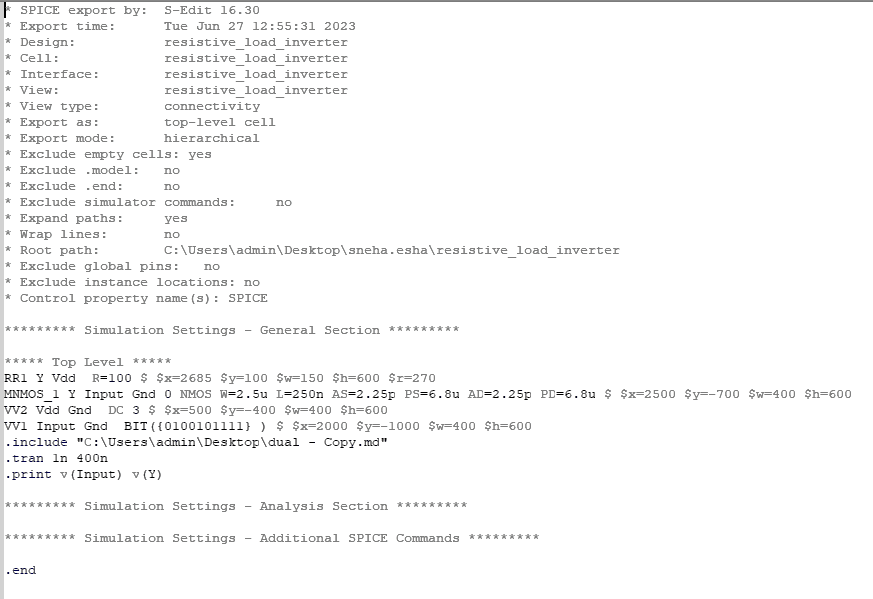 * SPICE export by:  S-Edit 16.30
* Export time:      Tue Jun 27 12:55:31 2023
* Design:           resistive_load_inverter
* Cell:             resistive_load_inverter
* Interface:        resistive_load_inverter
* View:             resistive_load_inverter
* View type:        connectivity
* Export as:        top-level cell
* Export mode:      hierarchical
* Exclude empty cells: yes
* Exclude .model:   no
* Exclude .end:     no
* Exclude simulator commands:     no
* Expand paths:     yes
* Wrap lines:       no
* Root path:        C:\Users\admin\Desktop\sneha.esha\resistive_load_inverter
* Exclude global pins:   no
* Exclude instance locations: no
* Control property name(s): SPICE
********* Simulation Settings - General Section *********
***** Top Level *****
RR1 Y Vdd  R=100 $ $x=2685 $y=100 $w=150 $h=600 $r=270
MNMOS_1 Y Input Gnd 0 NMOS W=2.5u L=250n AS=2.25p PS=6.8u AD=2.25p PD=6.8u $ $x=2500 $y=-700 $w=400 $h=600
VV2 Vdd Gnd  DC 3 $ $x=500 $y=-400 $w=400 $h=600
VV1 Input Gnd  BIT({0100101111} ) $ $x=2000 $y=-1000 $w=400 $h=600
.include "C:\Users\admin\Desktop\dual - Copy.md"
.tran 1n 400n
.print v(Input) v(Y)
********* Simulation Settings - Analysis Section *********
********* Simulation Settings - Additional SPICE Commands *********
.end